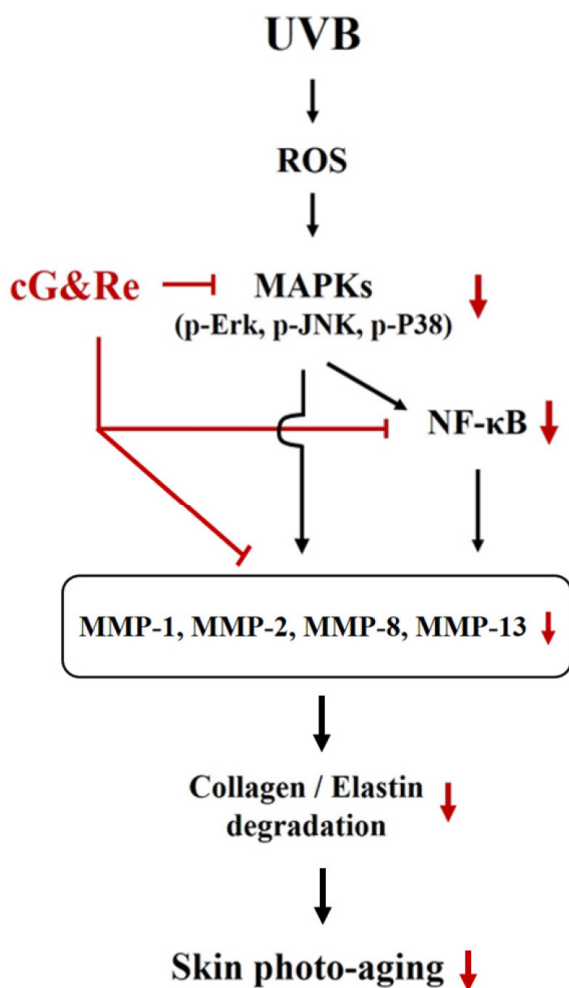 UVB
ROS
cG&Re
MAPKs
(p-Erk, p-JNK, p-P38)
NF-κB
MMP-1, MMP-2, MMP-8, MMP-13
Collagen / Elastin
degradation
Skin photo-aging